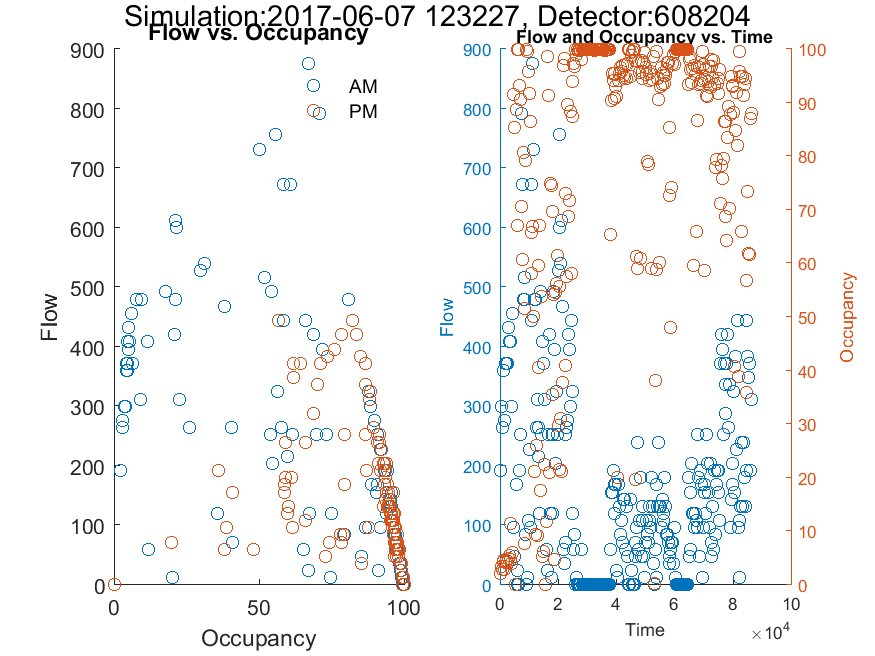 Simulation:2017-06-07 123227, Detector:608204
Flow vs. Occupancy
Flow and Occupancy vs. Time
AM
PM
900
800
700
600
500
400
300
200
100
0
Flow
0 50 100
Occupancy
900
800
700
600
500
400
300
200
100
0
Flow
100
90
80
70
60
50
40
30
20
10
0
Occupancy
0 2 4 6 8 10
Time
×10⁴